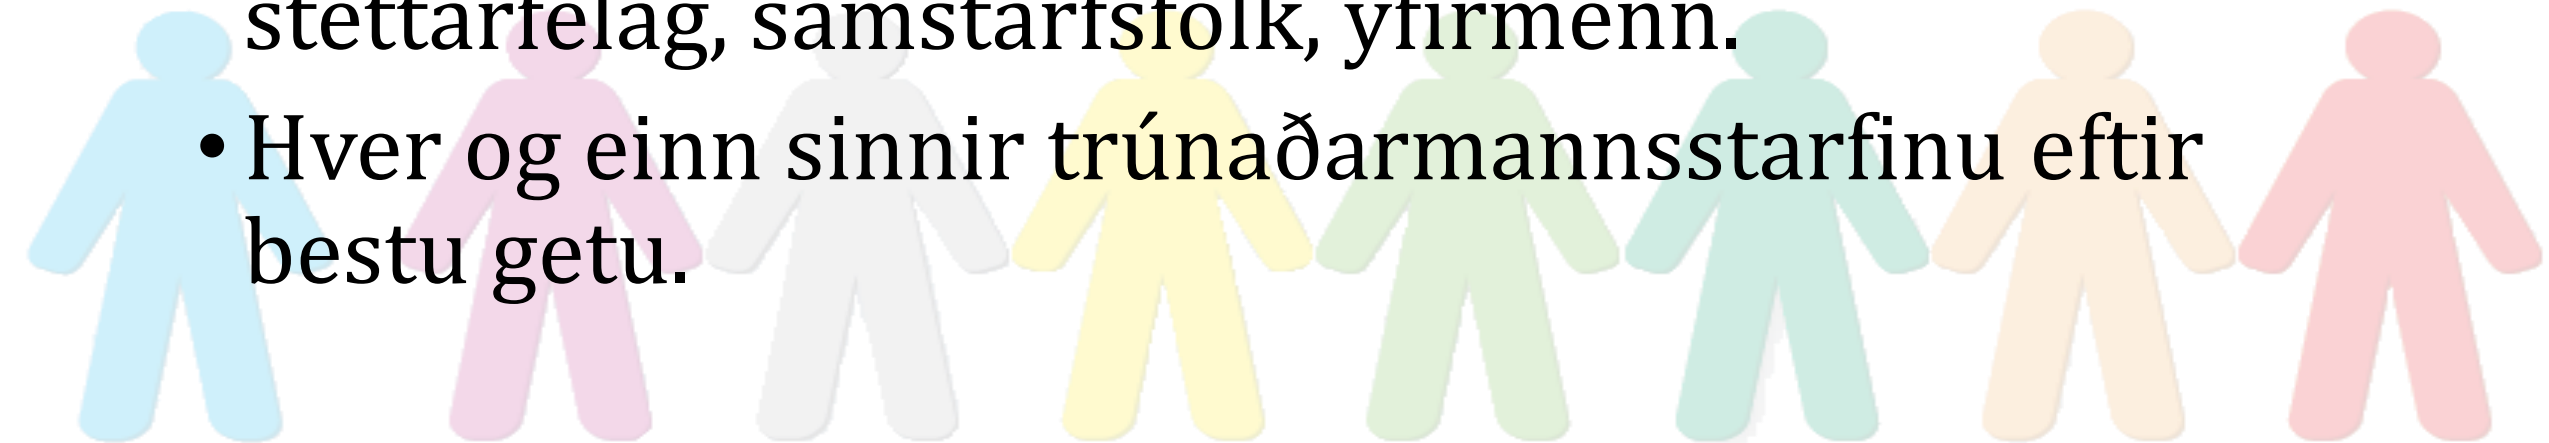 stéttarfélag, samstarfsfólk, yfirmenn.
• Hver og einn sinnir trúnaðarmannsstarfinu eftir
bestu getu.